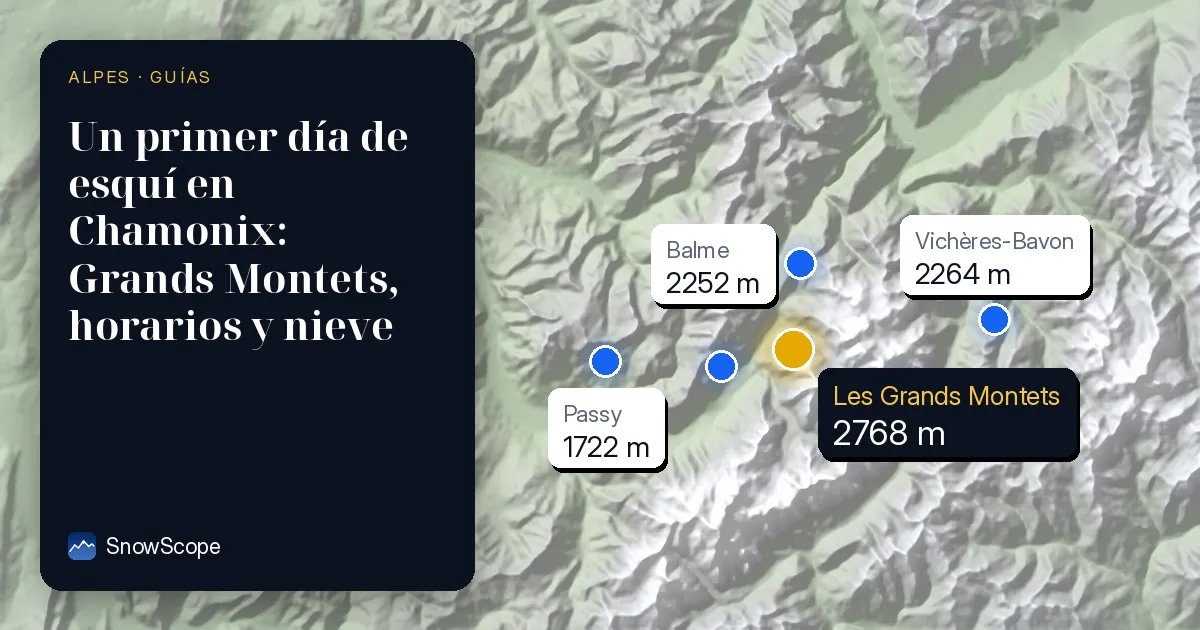 ALPES · GUÍAS
Un primer día de
esquí en
Chamonix:
Grands Montets,
horarios y nieve
SnowScope
Balme
2252 m
Vichères-Bavon
2264 m
Passy
1722 m
Les Grands Montets
2768 m